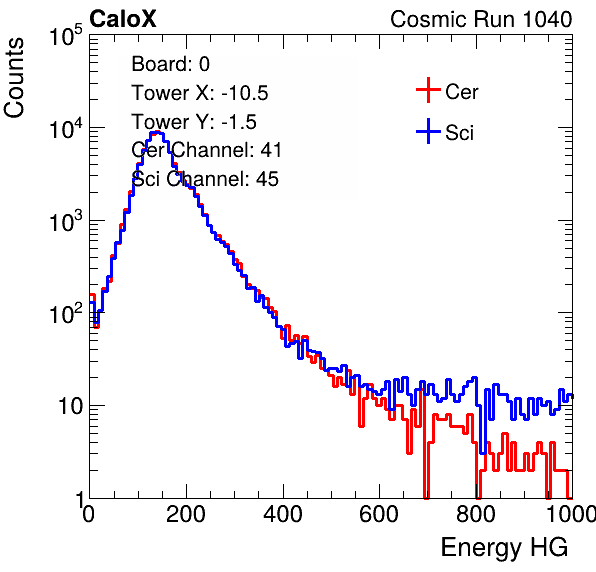 CaloX Cosmic Run 1040
Counts
Board: 0
Tower X: -10.5
Tower Y: -1.5
Cer Channel: 41
Sci Channel: 45
Cer
Sci
10^5
10^4
10^3
10^2
10
1
0 200 400 600 800 1000
Energy HG